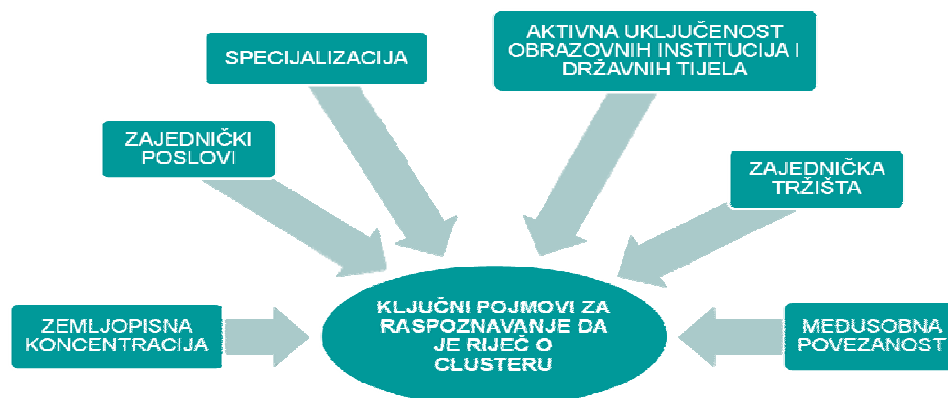 AKTIVNA UKLJUČENOST
OBRAZOVNIH INSTITUCIJA I
DRŽAVNIH TIJELA
SPECIJALIZACIJA
ZAJEDNIČKI
POSLOVI
ZAJEDNIČKA
TRŽIŠTA
ZEMLJOPISNA
KONCENTRACIJA
KLJUČNI POJMOVI ZA
RASPOZNAVANJE DA
JE RIJEČ O
CLUSTERU
MEĐUSOBNA
POVEZANOST